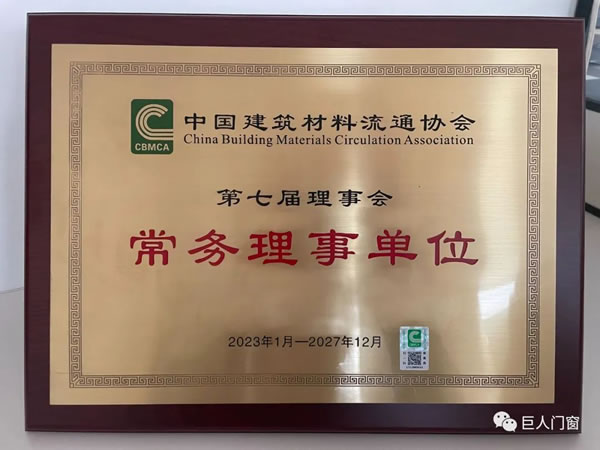 中国建筑材料流通协会
China Building Materials Circulation Association
CBMCA
第七届理事会
常务理事单位
2023年1月—2027年12月
巨人门窗